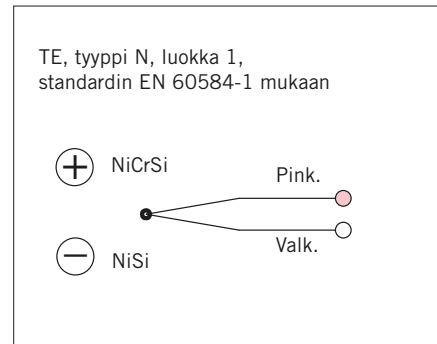 TE, tyyppi N, luokka 1,
standardin EN 60584-1 mukaan
+ NiCrSi
Pink.
− NiSi
Valk.